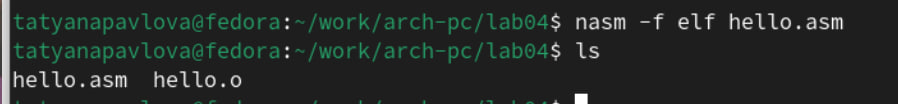 tatyanapavlova@fedora:~/work/arch-pc/lab04$ nasm -f elf hello.asm
tatyanapavlova@fedora:~/work/arch-pc/lab04$ ls
hello.asm  hello.o